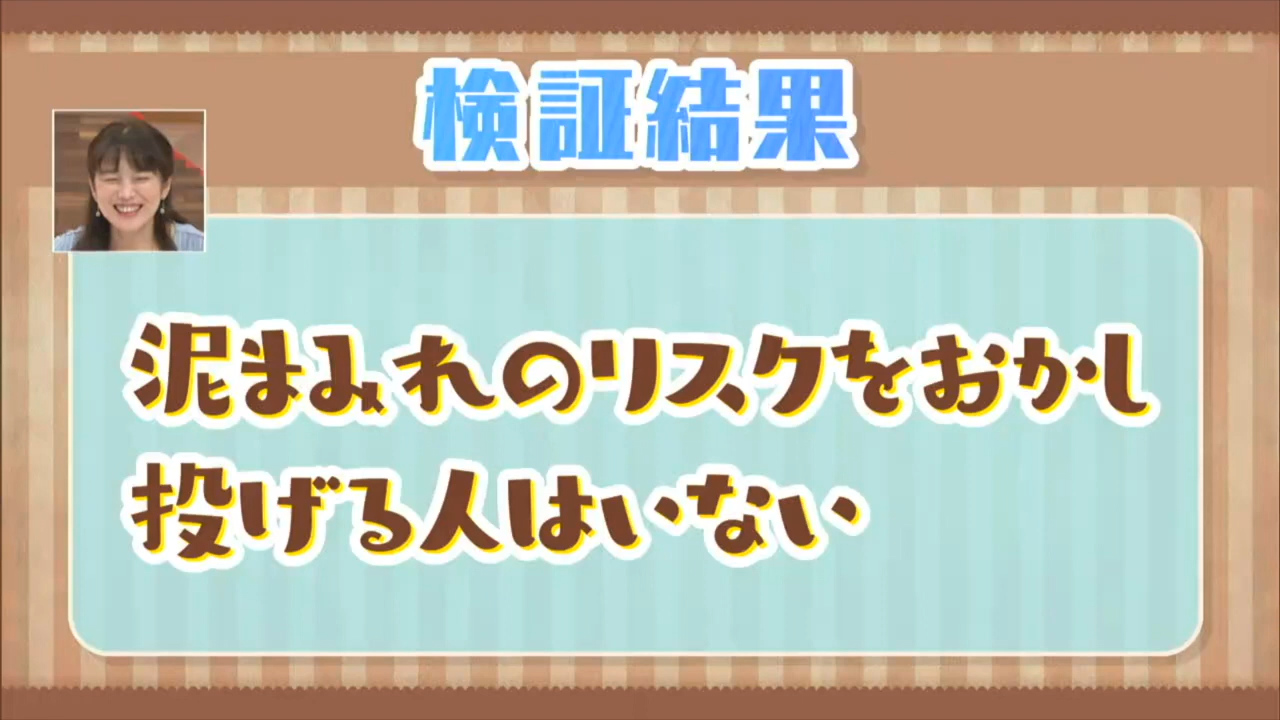 検証結果
泥まみれのリスクをおかし
投げる人はいない